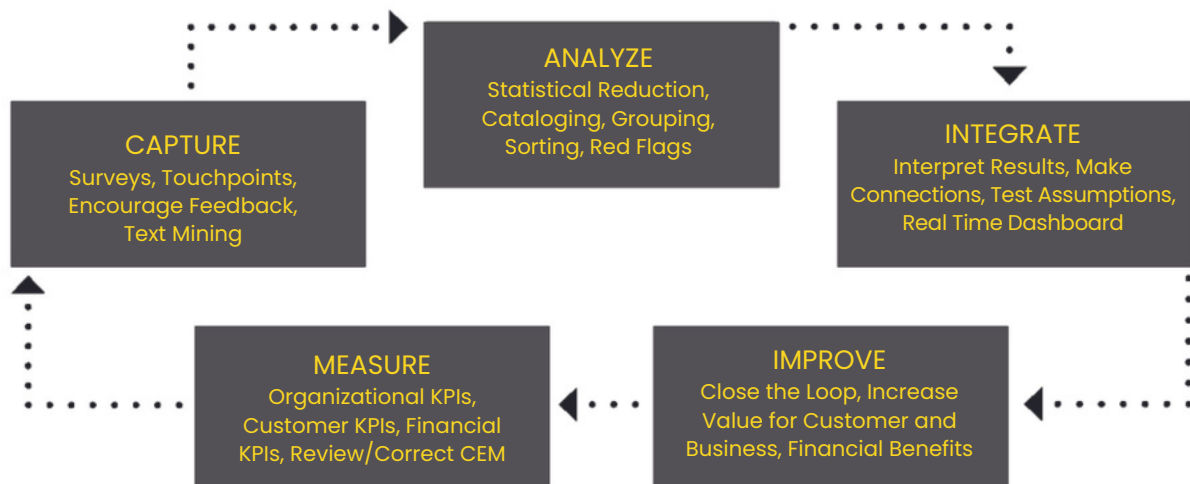 CAPTURE
Surveys, Touchpoints,
Encourage Feedback,
Text Mining
ANALYZE
Statistical Reduction,
Cataloging, Grouping,
Sorting, Red Flags
INTEGRATE
Interpret Results, Make
Connections, Test Assumptions,
Real Time Dashboard
IMPROVE
Close the Loop, Increase
Value for Customer and
Business, Financial Benefits
MEASURE
Organizational KPIs,
Customer KPIs, Financial
KPIs, Review/Correct CEM